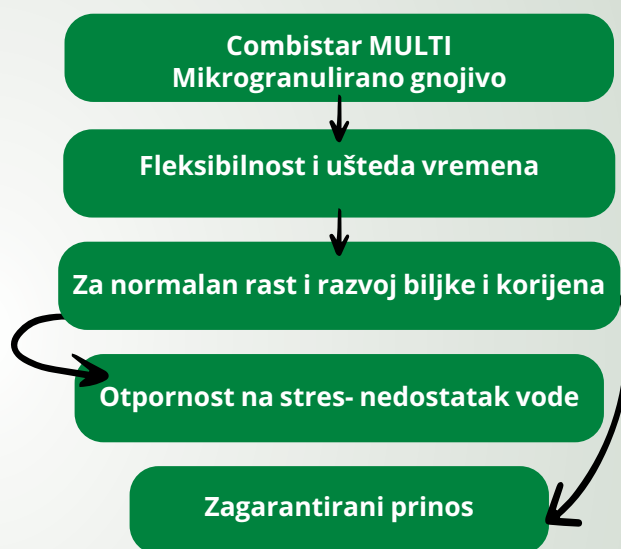 Combistar MULTI
Mikrogranulirano gnojivo
Fleksibilnost i ušteda vremena
Za normalan rast i razvoj biljke i korijena
Otpornost na stres- nedostatak vode
Zagarantirani prinos